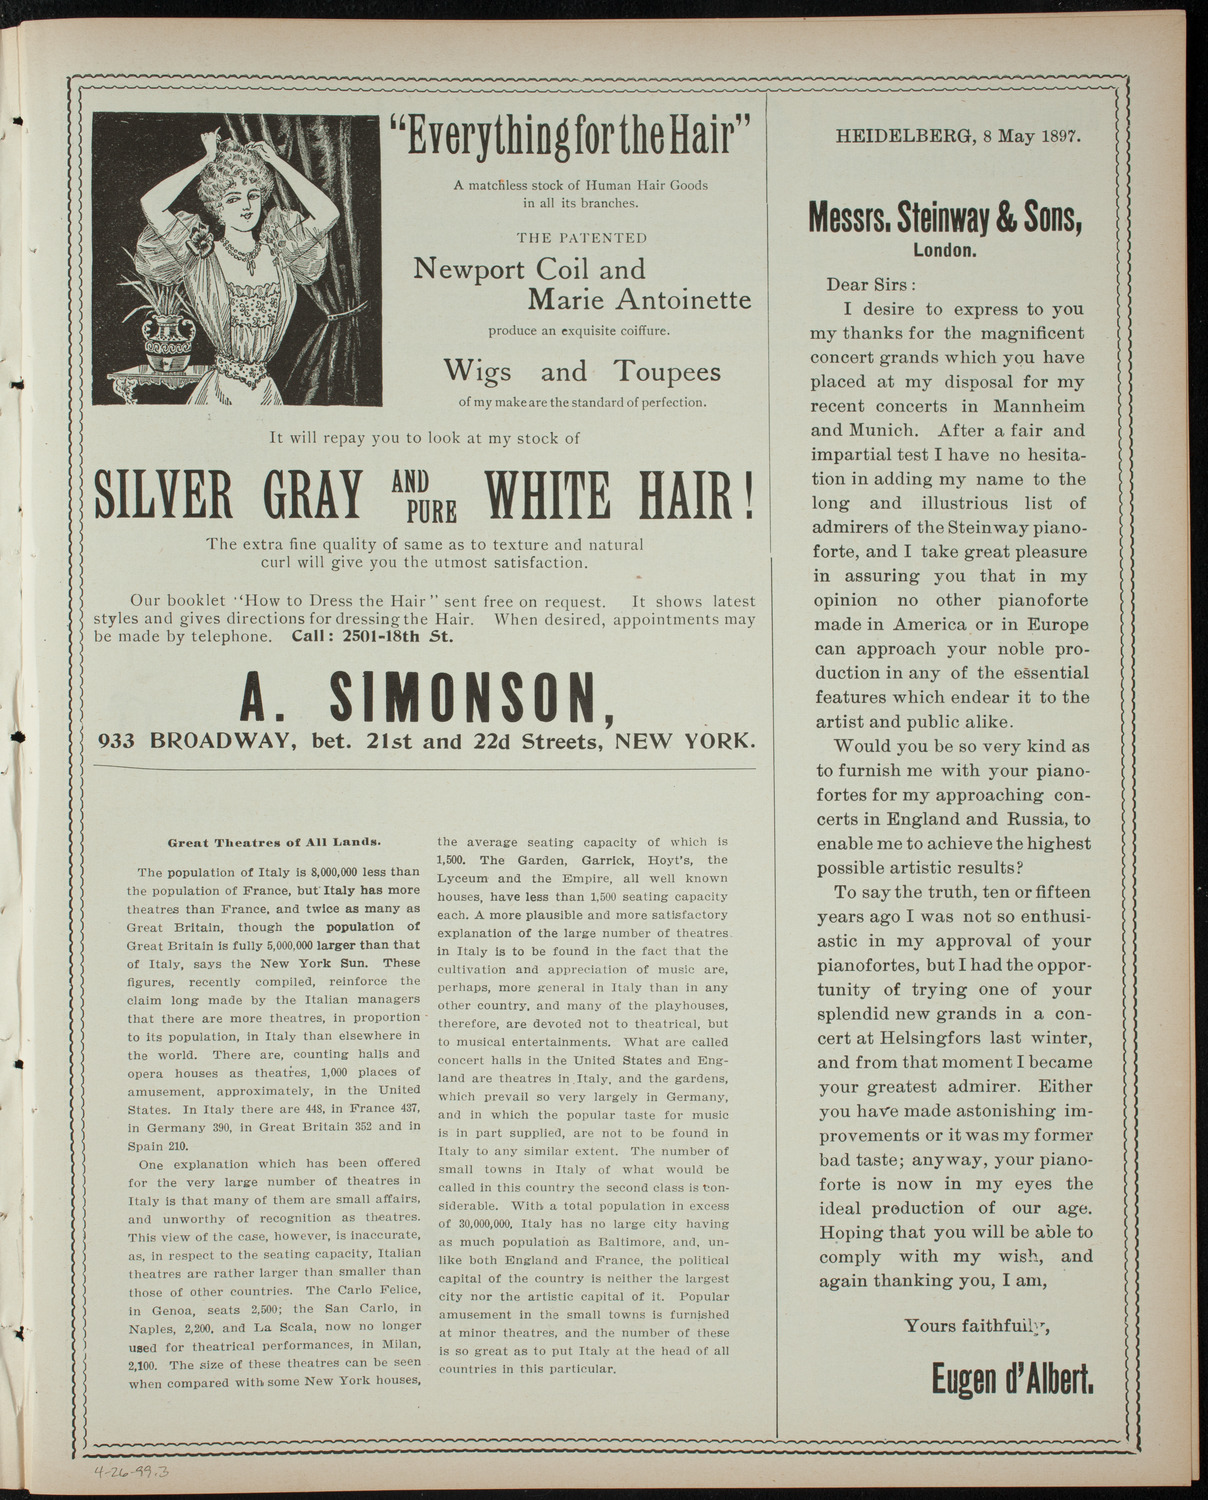 "Everything for the Hair"
A matchless stock of Human Hair Goods
in all its branches.
THE PATENTED
Newport Coil and
Marie Antoinette
produce an exquisite coiffure.
Wigs and Toupees
of my make are the standard of perfection.
It will repay you to look at my stock of
SILVER GRAY AND PURE WHITE HAIR!
The extra fine quality of same as to texture and natural
curl will give you the utmost satisfaction.
Our booklet "How to Dress the Hair" sent free on request. It shows latest
styles and gives directions for dressing the Hair. When desired, appointments may
be made by telephone. Call: 2501-18th St.
A. SIMONSON,
933 BROADWAY, bet. 21st and 22d Streets, NEW YORK.
Great Theatres of All Lands.
The population of Italy is 8,000,000 less than
the population of France, but Italy has more
theatres than France, and twice as many as
Great Britain, though the population of
Great Britain is fully 5,000,000 larger than that
of Italy, says the New York Sun. These
figures, recently compiled, reinforce the
claim long made by the Italian managers
that there are more theatres, in proportion
to its population, in Italy than elsewhere in
the world. There are, counting halls and
opera houses as theatres, 1,000 places of
amusement, approximately, in the United
States. In Italy there are 448, in France 437,
in Germany 390, in Great Britain 352 and in
Spain 210.
One explanation which has been offered
for the very large number of theatres in
Italy is that many of them are small affairs,
and unworthy of recognition as theatres.
This view of the case, however, is inaccurate,
as, in respect to the seating capacity, Italian
theatres are rather larger than smaller than
those of other countries. The Carlo Felice,
in Genoa, seats 2,500; the San Carlo, in
Naples, 2,200, and La Scala, now no longer
used for theatrical performances, in Milan,
2,100. The size of these theatres can be seen
when compared with some New York houses,
the average seating capacity of which is
1,500. The Garden, Garrick, Hoyt's, the
Lyceum and the Empire, all well known
houses, have less than 1,500 seating capacity
each. A more plausible and more satisfactory
explanation of the large number of theatres
in Italy is to be found in the fact that the
cultivation and appreciation of music are,
perhaps, more general in Italy than in any
other country, and many of the playhouses,
therefore, are devoted not to theatrical, but
to musical entertainments. What are called
concert halls in the United States and Eng-
land are theatres in Italy, and the gardens,
which prevail so very largely in Germany,
and in which the popular taste for music
is in part supplied, are not to be found in
Italy to any similar extent. The number of
small towns in Italy of what would be
called in this country the second class is con-
siderable. With a total population in excess
of 30,000,000, Italy has no large city having
as much population as Baltimore, and, un-
like both England and France, the political
capital of the country is neither the largest
city nor the artistic capital of it. Popular
amusement in the small towns is furnished
at minor theatres, and the number of these
is so great as to put Italy at the head of all
countries in this particular.
HEIDELBERG, 8 May 1897.
Messrs. Steinway & Sons,
London.
Dear Sirs:
I desire to express to you
my thanks for the magnificent
concert grands which you have
placed at my disposal for my
recent concerts in Mannheim
and Munich. After a fair and
impartial test I have no hesita-
tion in adding my name to the
long and illustrious list of
admirers of the Steinway piano-
forte, and I take great pleasure
in assuring you that in my
opinion no other pianoforte
made in America or in Europe
can approach your noble pro-
duction in any of the essential
features which endear it to the
artist and public alike.
Would you be so very kind as
to furnish me with your piano-
fortes for my approaching con-
certs in England and Russia, to
enable me to achieve the highest
possible artistic results?
To say the truth, ten or fifteen
years ago I was not so enthusi-
astic in my approval of your
pianofortes, but I had the oppor-
tunity of trying one of your
splendid new grands in a con-
cert at Helsingfors last winter,
and from that moment I became
your greatest admirer. Either
you have made astonishing im-
provements or it was my former
bad taste; anyway, your piano-
forte is now in my eyes the
ideal production of our age.
Hoping that you will be able to
comply with my wish, and
again thanking you, I am,
Yours faithfully,
Eugen d'Albert.
4-26-99.3